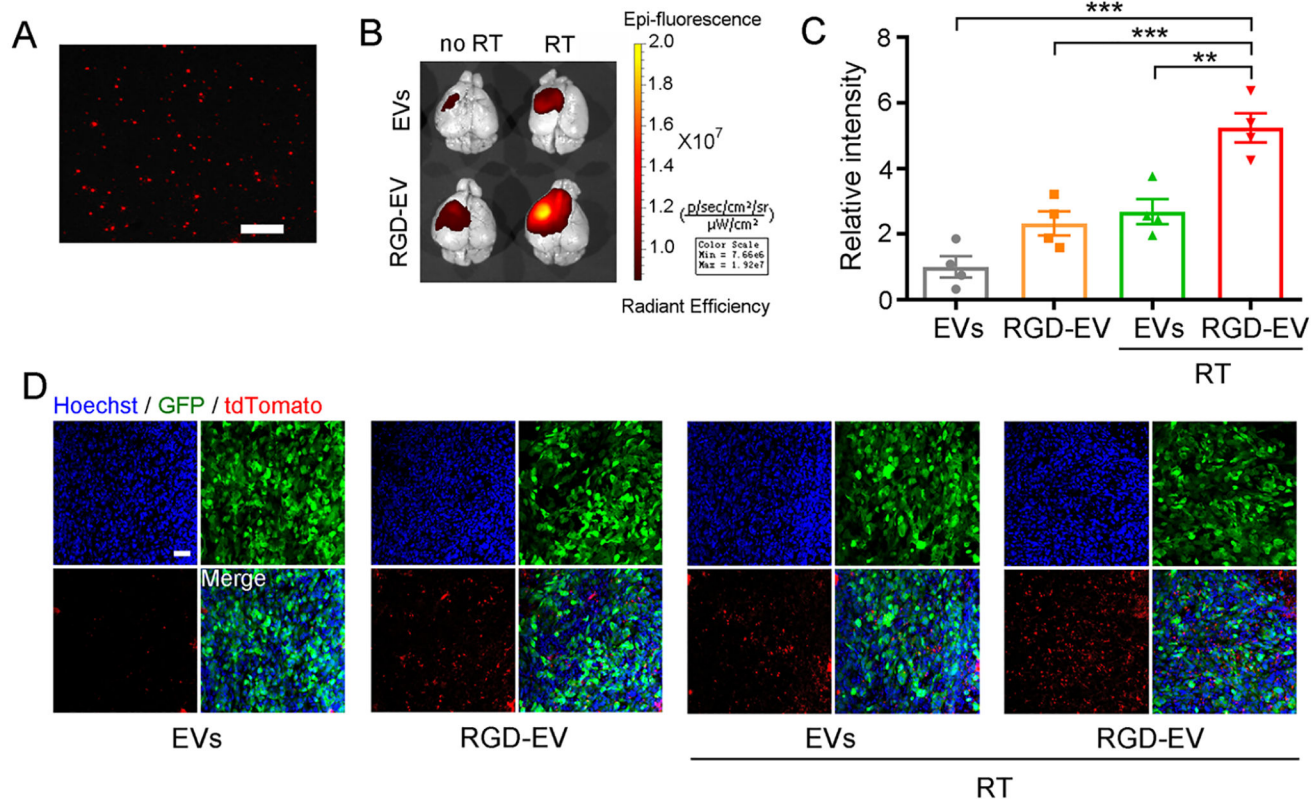 A
B
no RT RT
EVs
RGD-EV
Epi-fluorescence
2.0
1.8
1.6
X10⁷
1.4
1.2
1.0
(p/sec/cm²/sr
μW/cm²)
Color Scale
Min = 7.66e6
Max = 1.92e7
Radiant Efficiency
C
***
***
**
Relative intensity
8
6
4
2
0
EVs RGD-EV EVs RGD-EV
RT
D
Hoechst / GFP / tdTomato
Merge
EVs RGD-EV EVs RGD-EV
RT